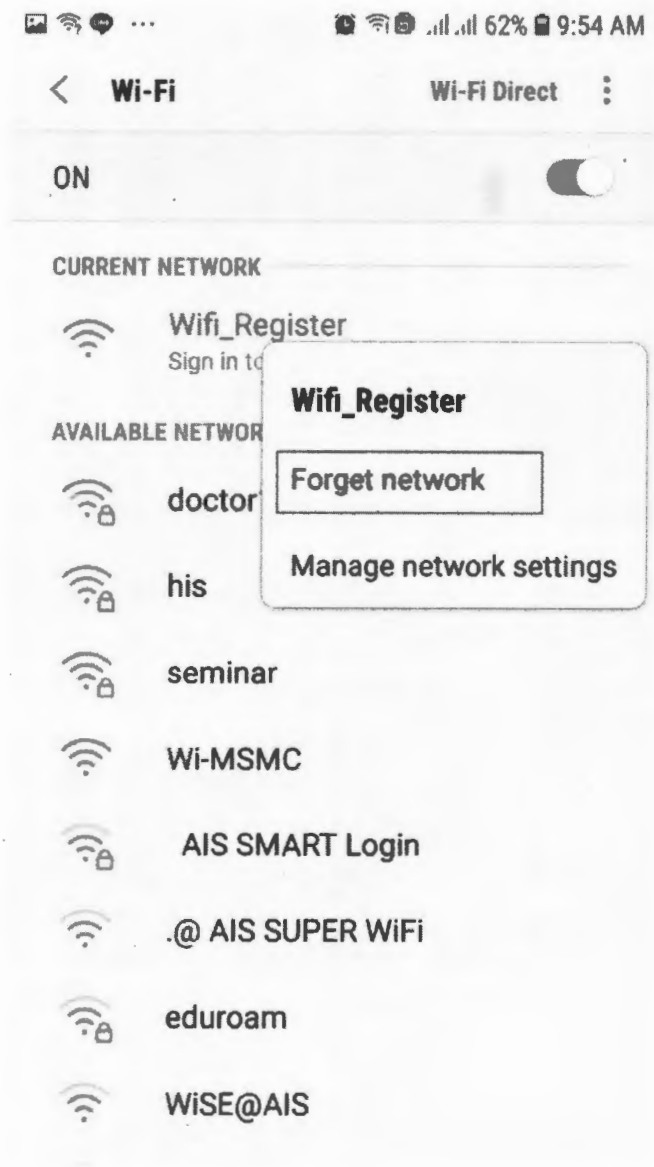 ... 62% 9:54 AM
Wi-Fi Wi-Fi Direct
ON
CURRENT NETWORK
Wifi_Register
Sign in to
Wifi_Register
AVAILABLE NETWOR
Forget network
doctor
Manage network settings
his
seminar
Wi-MSMC
AIS SMART Login
.@ AIS SUPER WiFi
eduroam
WiSE@AIS